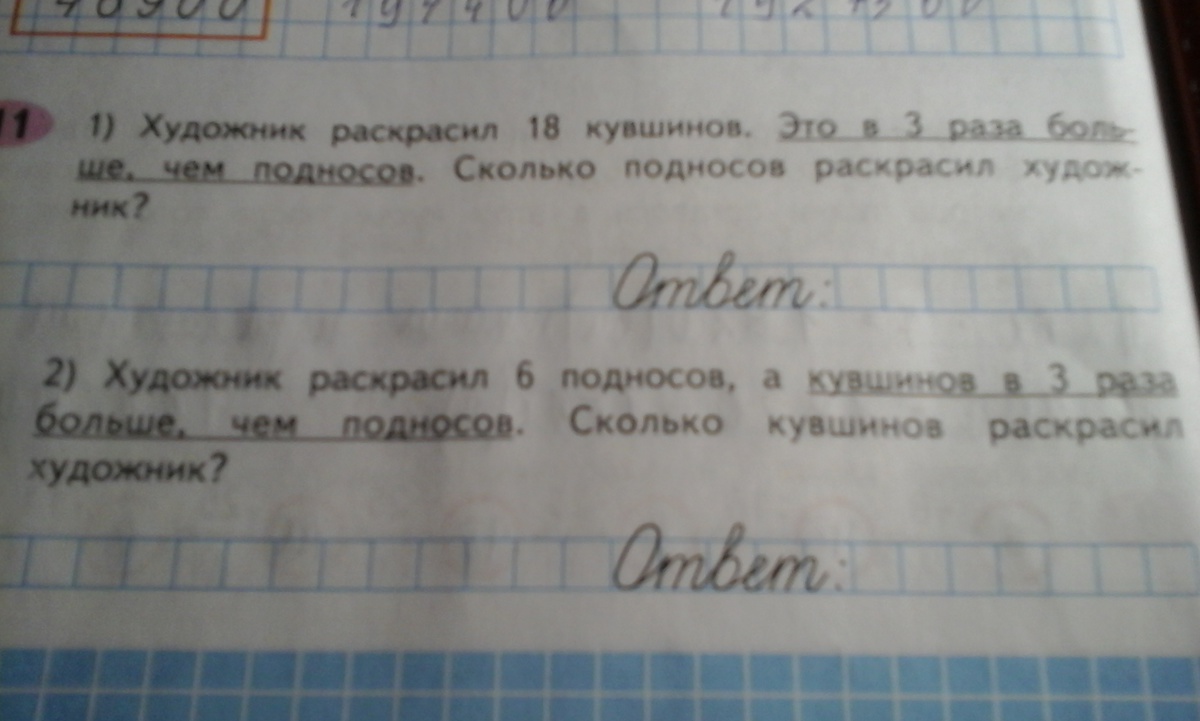 11 1) Художник раскрасил 18 кувшинов. Это в 3 раза боль-
ше, чем подносов. Сколько подносов раскрасил худож-
ник?
Ответ:
2) Художник раскрасил 6 подносов, а кувшинов в 3 раза
больше, чем подносов. Сколько кувшинов раскрасил
художник?
Ответ: